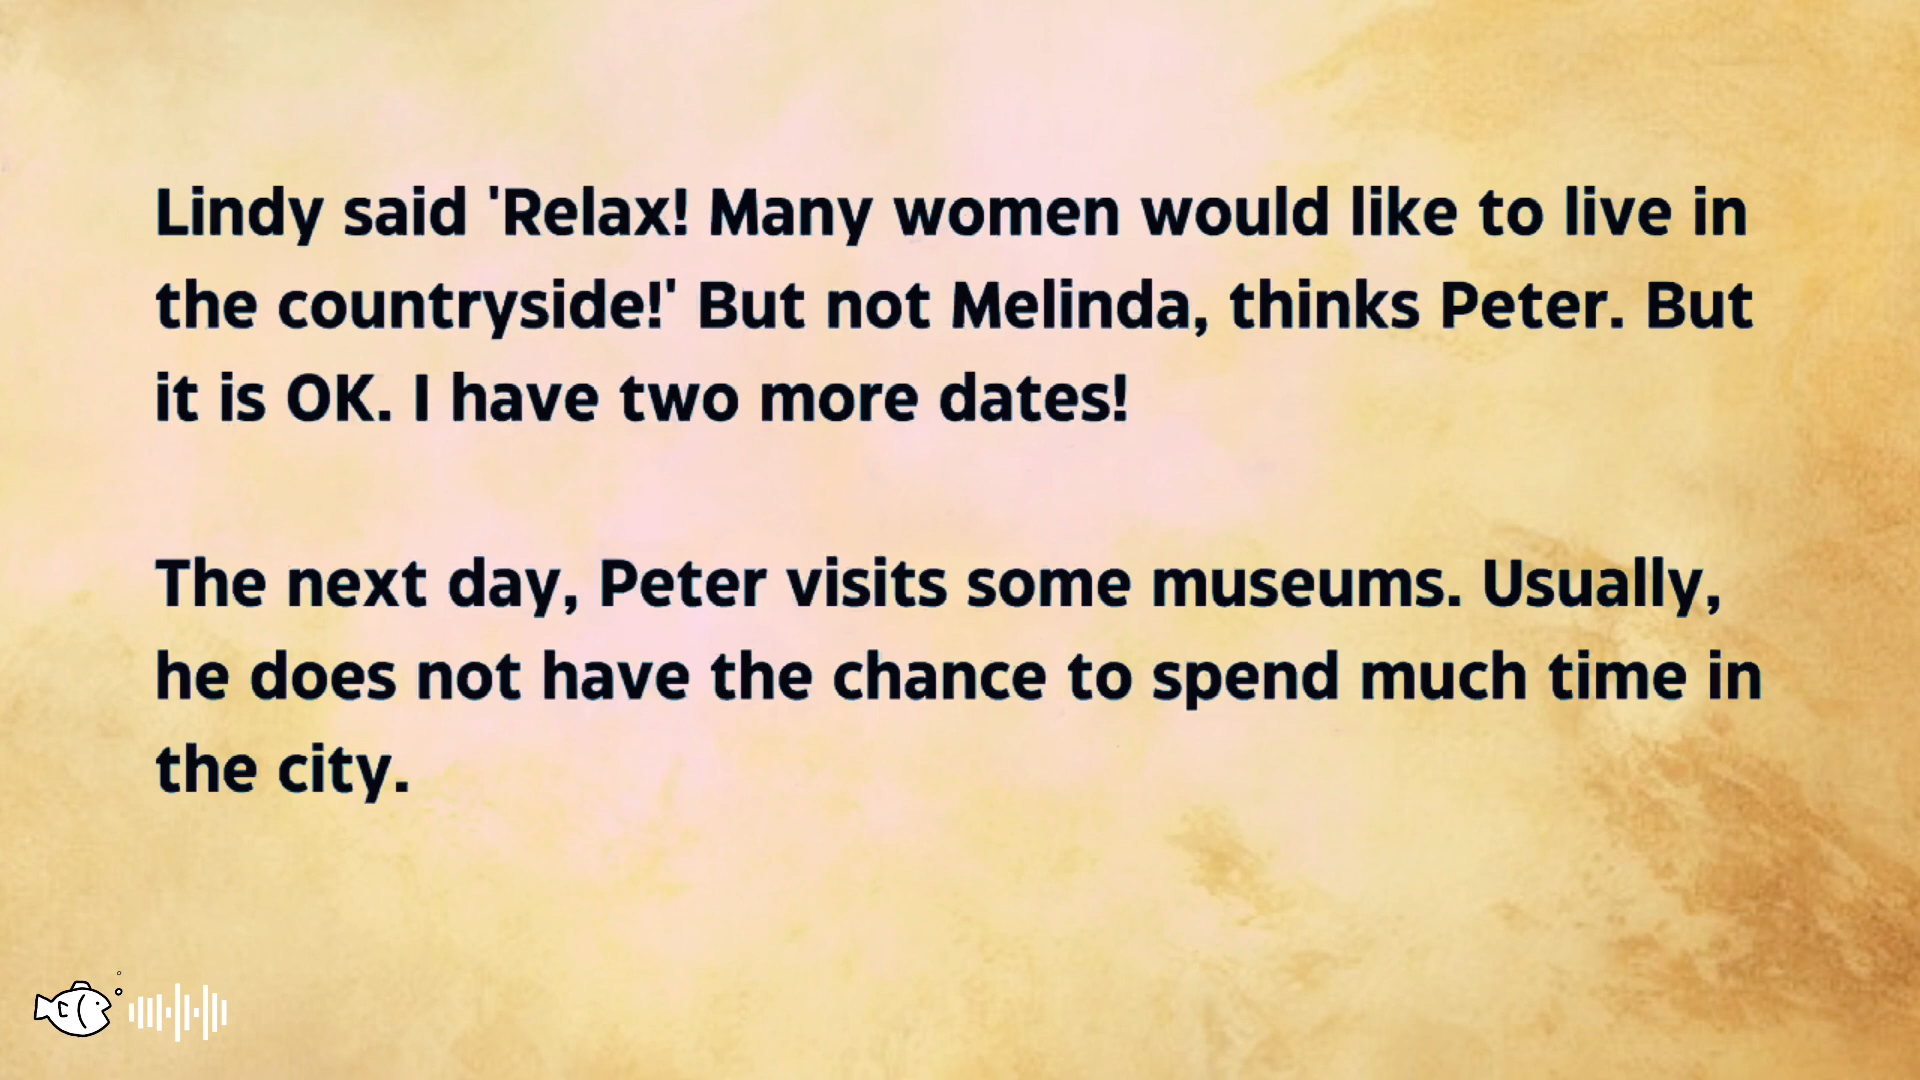 Lindy said 'Relax! Many women would like to live in
the countryside!' But not Melinda, thinks Peter. But
it is OK. I have two more dates!
The next day, Peter visits some museums. Usually,
he does not have the chance to spend much time in
the city.